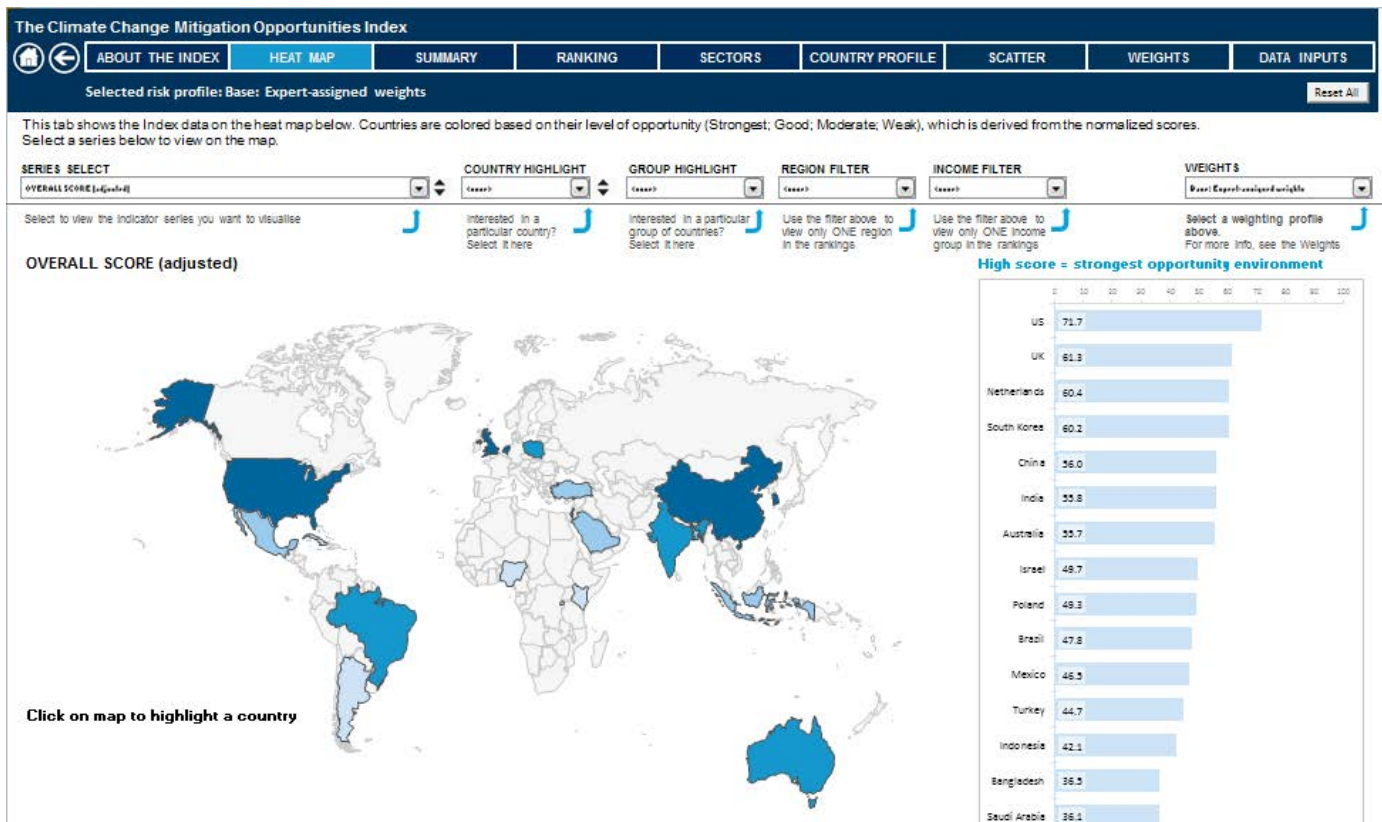 The Climate Change Mitigation Opportunities Index
ABOUT THE INDEX HEAT MAP SUMMARY RANKING SECTORS COUNTRY PROFILE SCATTER WEIGHTS DATA INPUTS
Selected risk profile: Base: Expert-assigned weights
Reset All
This tab shows the Index data on the heat map below. Countries are colored based on their level of opportunity (Strongest; Good; Moderate; Weak), which is derived from the normalized scores.
Select a series below to view on the map.
SERIES SELECT
OVERALL SCORE (adjusted)
Select to view the indicator series you want to visualise
COUNTRY HIGHLIGHT
<none>
Interested in a
particular country?
Select it here
GROUP HIGHLIGHT
<none>
Interested in a particular
group of countries?
Select it here
REGION FILTER
<none>
Use the filter above to
view only ONE region
in the rankings
INCOME FILTER
<none>
Use the filter above to
view only ONE income
group in the rankings
WEIGHTS
Base: Expert-assigned weights
Select a weighting profile
above.
For more info, see the Weights
OVERALL SCORE (adjusted)
Click on map to highlight a country
High score = strongest opportunity environment
0 10 20 30 40 50 60 70 80 90 100
US 71.7
UK 61.3
Netherlands 60.4
South Korea 60.2
China 56.0
India 55.8
Australia 55.7
Israel 49.7
Poland 49.3
Brazil 47.8
Mexico 46.5
Turkey 44.7
Indonesia 42.1
Bangladesh 36.5
Saudi Arabia 36.1